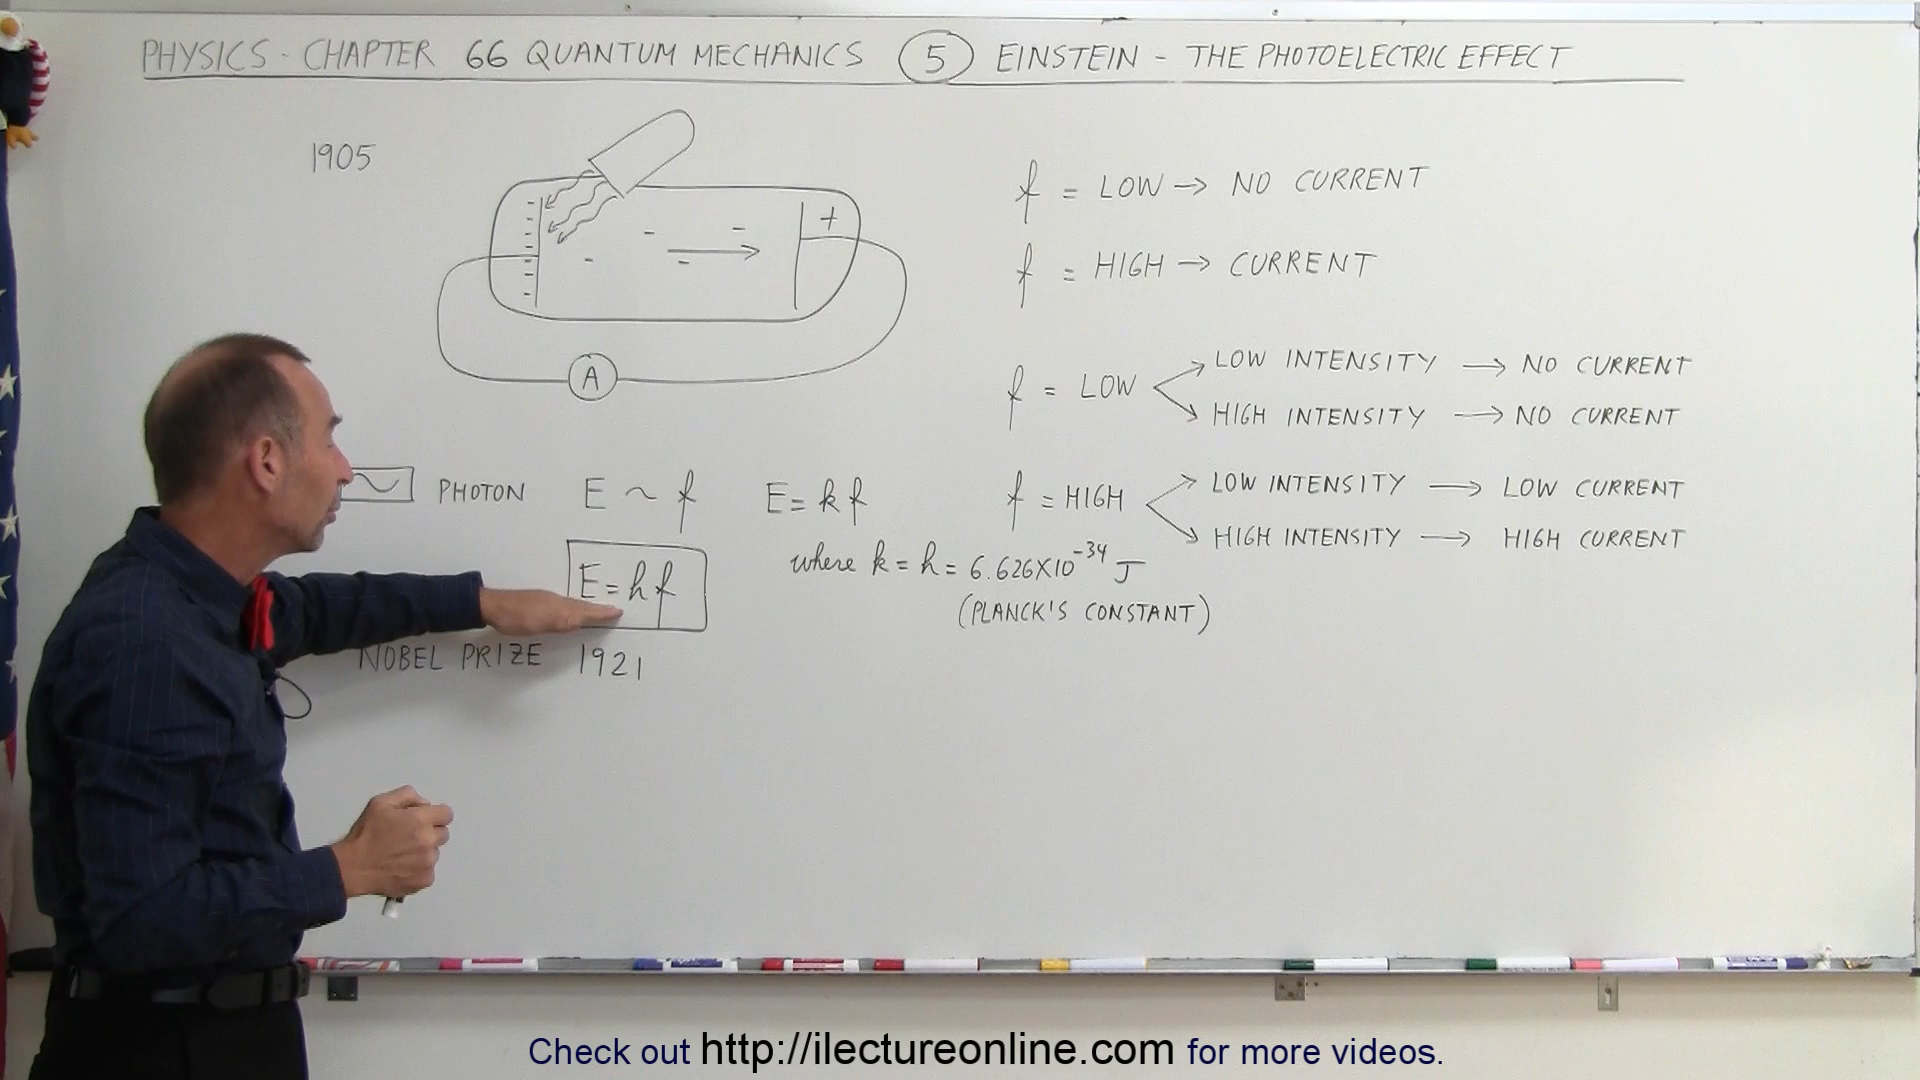 PHYSICS - CHAPTER 66 QUANTUM MECHANICS 5 EINSTEIN - THE PHOTOELECTRIC EFFECT
1905
+
A
f = LOW → NO CURRENT
f = HIGH → CURRENT
f = LOW
LOW INTENSITY → NO CURRENT
HIGH INTENSITY → NO CURRENT
f = HIGH
LOW INTENSITY → LOW CURRENT
HIGH INTENSITY → HIGH CURRENT
PHOTON E ~ f E = k f
E = h f
where k = h = 6.626X10^-34 J
(PLANCK'S CONSTANT)
NOBEL PRIZE 1921
Check out http://ilectureonline.com for more videos.